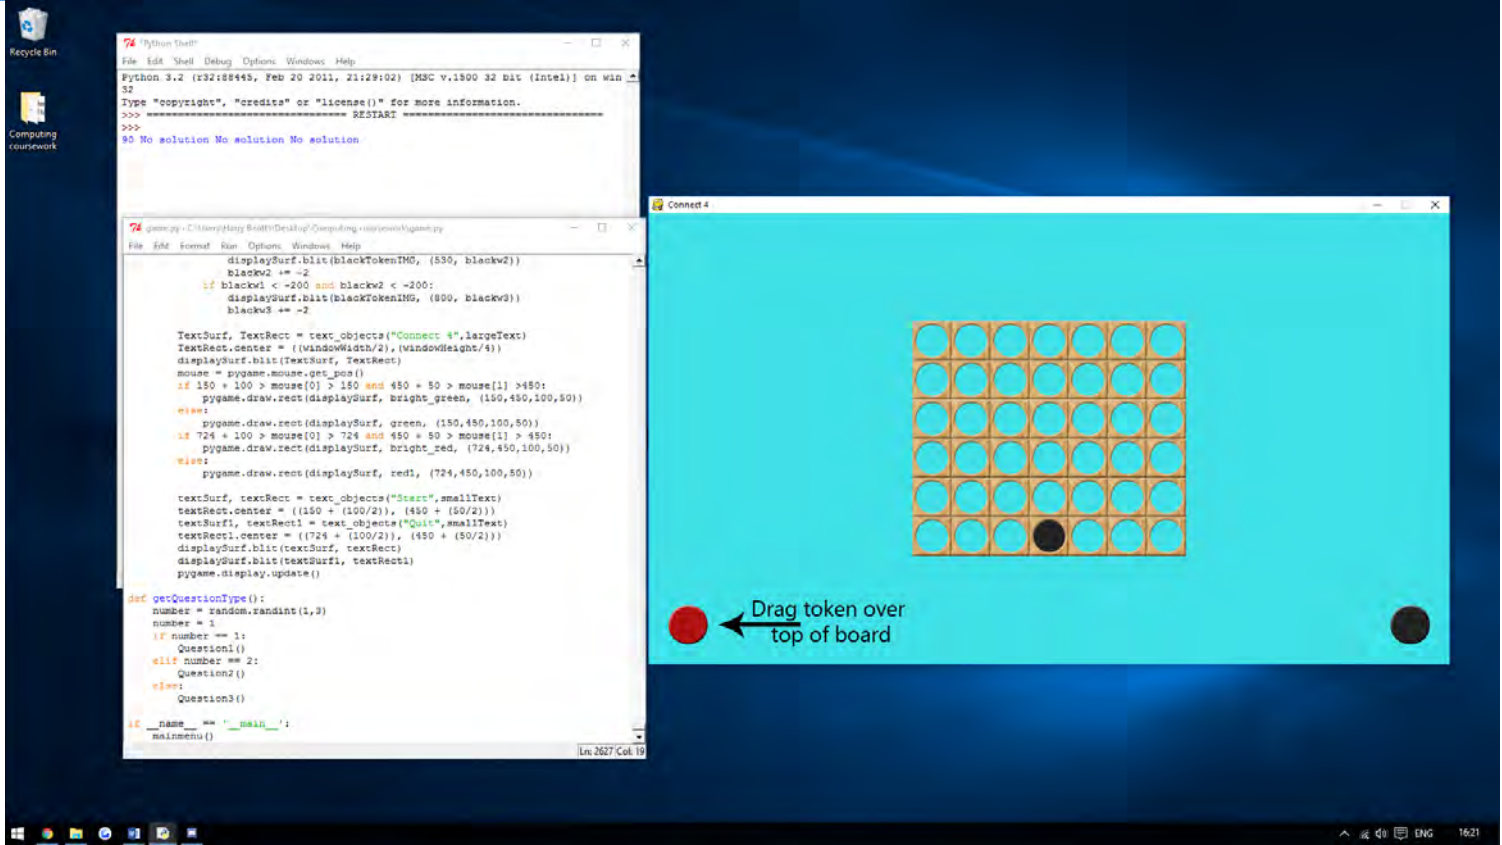 Recycle Bin
Computing
coursework
*Python Shell*
File Edit Shell Debug Options Windows Help
Python 3.2 (r32:88445, Feb 20 2011, 21:29:02) [MSC v.1500 32 bit (Intel)] on win
32
Type "copyright", "credits" or "license()" for more information.
>>> ================================ RESTART ================================
>>>
90 No solution No solution No solution
game.py - C:\Users\Harry Beattie\Desktop\Computing coursework\game.py
File Edit Format Run Options Windows Help
displaySurf.blit(blackTokenIMG, (530, blackw2))
blackw2 += -2
if blackw1 < -200 and blackw2 < -200:
displaySurf.blit(blackTokenIMG, (800, blackw3))
blackw3 += -2
TextSurf, TextRect = text_objects("Connect 4",largeText)
TextRect.center = ((windowWidth/2),(windowHeight/4))
displaySurf.blit(TextSurf, TextRect)
mouse = pygame.mouse.get_pos()
if 150 + 100 > mouse[0] > 150 and 450 + 50 > mouse[1] >450:
pygame.draw.rect(displaySurf, bright_green, (150,450,100,50))
else:
pygame.draw.rect(displaySurf, green, (150,450,100,50))
if 724 + 100 > mouse[0] > 724 and 450 + 50 > mouse[1] > 450:
pygame.draw.rect(displaySurf, bright_red, (724,450,100,50))
else:
pygame.draw.rect(displaySurf, red1, (724,450,100,50))
textSurf, textRect = text_objects("Start",smallText)
textRect.center = ((150 + (100/2)), (450 + (50/2)))
textSurf1, textRect1 = text_objects("Quit",smallText)
textRect1.center = ((724 + (100/2)), (450 + (50/2)))
displaySurf.blit(textSurf, textRect)
displaySurf.blit(textSurf1, textRect1)
pygame.display.update()
def getQuestionType():
number = random.randint(1,3)
number = 1
if number == 1:
Question1()
elif number == 2:
Question2()
else:
Question3()
if __name__ == '__main__':
mainmenu()
Ln: 2627 Col: 19
Connect 4
Drag token over
top of board
ENG 16:21